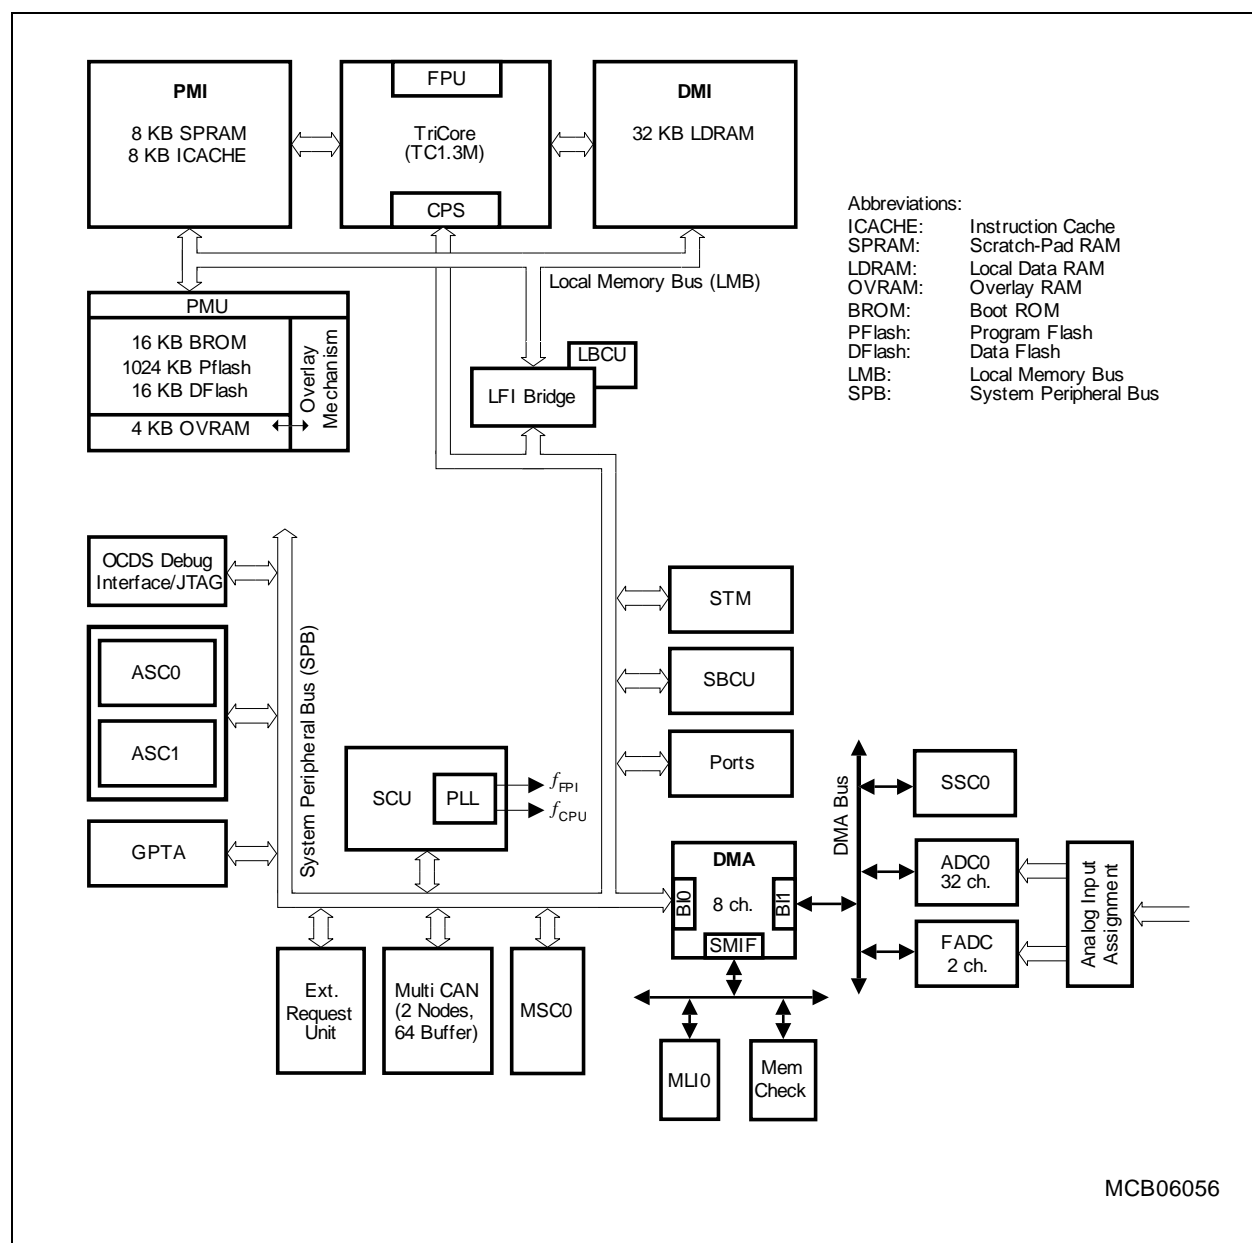 PMI
8 KB SPRAM
8 KB ICACHE
FPU
TriCore
(TC1.3M)
CPS
DMI
32 KB LDRAM
Abbreviations:
ICACHE: Instruction Cache
SPRAM: Scratch-Pad RAM
LDRAM: Local Data RAM
OVRAM: Overlay RAM
BROM: Boot ROM
PFlash: Program Flash
DFlash: Data Flash
LMB: Local Memory Bus
SPB: System Peripheral Bus
Local Memory Bus (LMB)
PMU
16 KB BROM
1024 KB Pflash
16 KB DFlash
4 KB OVRAM
Overlay
Mechanism
LBCU
LFI Bridge
OCDS Debug
Interface/JTAG
ASC0
ASC1
GPTA
System Peripheral Bus (SPB)
SCU
PLL
fFPI
fCPU
STM
SBCU
Ports
DMA
8 ch.
BI0
BI1
SMIF
DMA Bus
SSC0
ADC0
32 ch.
FADC
2 ch.
Analog Input
Assignment
Ext.
Request
Unit
Multi CAN
(2 Nodes,
64 Buffer)
MSC0
MLI0
Mem
Check
MCB06056